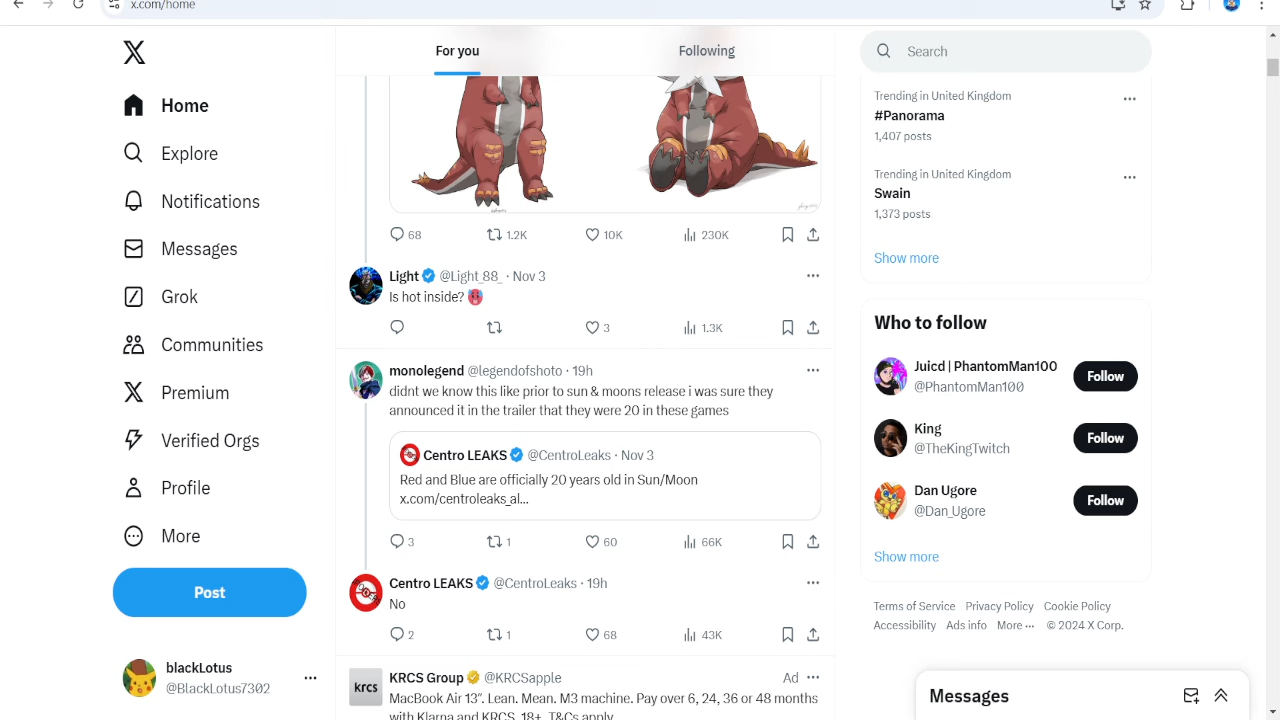 x.com/home
For you
Following
Search
Home
Explore
Notifications
Messages
Grok
Communities
Premium
Verified Orgs
Profile
More
Post
blackLotus
@BlackLotus7302
68
1.2K
10K
230K
Light @Light_88_ · Nov 3
Is hot inside?
3
1.3K
monolegend @legendofshoto · 19h
didnt we know this like prior to sun & moons release i was sure they
announced it in the trailer that they were 20 in these games
Centro LEAKS @CentroLeaks · Nov 3
Red and Blue are officially 20 years old in Sun/Moon
x.com/centroleaks_al...
3
1
60
66K
Centro LEAKS @CentroLeaks · 19h
No
2
1
68
43K
krcs
KRCS Group @KRCSapple
Ad
MacBook Air 13″. Lean. Mean. M3 machine. Pay over 6, 24, 36 or 48 months
with Klarna and KRCS. 18+, T&Cs apply
Trending in United Kingdom
#Panorama
1,407 posts
Trending in United Kingdom
Swain
1,373 posts
Show more
Who to follow
Juicd | PhantomMan100
@PhantomMan100
Follow
King
@TheKingTwitch
Follow
Dan Ugore
@Dan_Ugore
Follow
Show more
Terms of Service Privacy Policy Cookie Policy
Accessibility Ads info More ··· © 2024 X Corp.
Messages